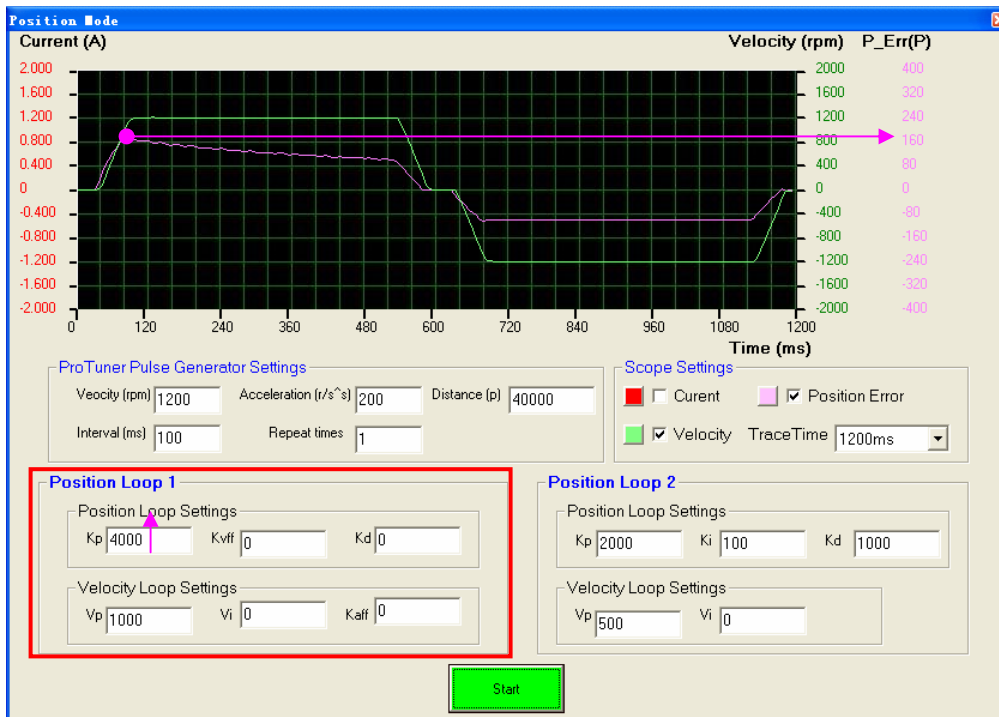 Position Mode
Current (A) Velocity (rpm) P_Err(P)
2.000 2000 400
1.600 1600 320
1.200 1200 240
0.800 800 160
0.400 400 80
0 0 0
-0.400 -400 -80
-0.800 -800 -160
-1.200 -1200 -240
-1.600 -1600 -320
-2.000 -2000 -400
0 120 240 360 480 600 720 840 960 1080 1200
Time (ms)
ProTuner Pulse Generator Settings
Veocity (rpm) 1200 Acceleration (r/s^s) 200 Distance (p) 40000
Interval (ms) 100 Repeat times 1
Scope Settings
Curent Position Error
Velocity TraceTime 1200ms
Position Loop 1
Position Loop Settings
Kp 4000 Kvff 0 Kd 0
Velocity Loop Settings
Vp 1000 Vi 0 Kaff 0
Position Loop 2
Position Loop Settings
Kp 2000 Ki 100 Kd 1000
Velocity Loop Settings
Vp 500 Vi 0
Start